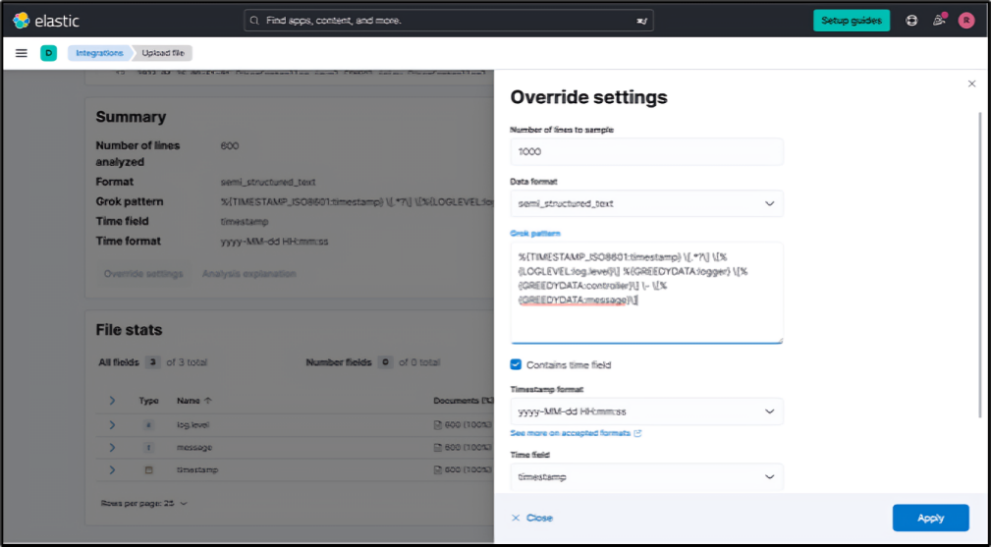 elastic
Find apps, content, and more.
Setup guides
R
D
Integrations
Upload file
Summary
Number of lines analyzed 600
Format semi_structured_text
Grok pattern %{TIMESTAMP_ISO8601:timestamp} \[.*?\] \[%{LOGLEVEL:lo
Time field timestamp
Time format yyyy-MM-dd HH:mm:ss
Override settings Analysis explanation
File stats
All fields 3 of 3 total Number fields 0 of 0 total
Type Name ↑ Documents (%)
log.level 600 (100%)
message 600 (100%)
timestamp 600 (100%)
Rows per page: 25
Override settings
Number of lines to sample
1000
Data format
semi_structured_text
Grok pattern
%{TIMESTAMP_ISO8601:timestamp} \[.*?\] \[%
{LOGLEVEL:log.level}\] %{GREEDYDATA:logger} \[%
{GREEDYDATA:controller}\] \- \[%
{GREEDYDATA:message}\]
Contains time field
Timestamp format
yyyy-MM-dd HH:mm:ss
See more on accepted formats
Time field
timestamp
Close
Apply